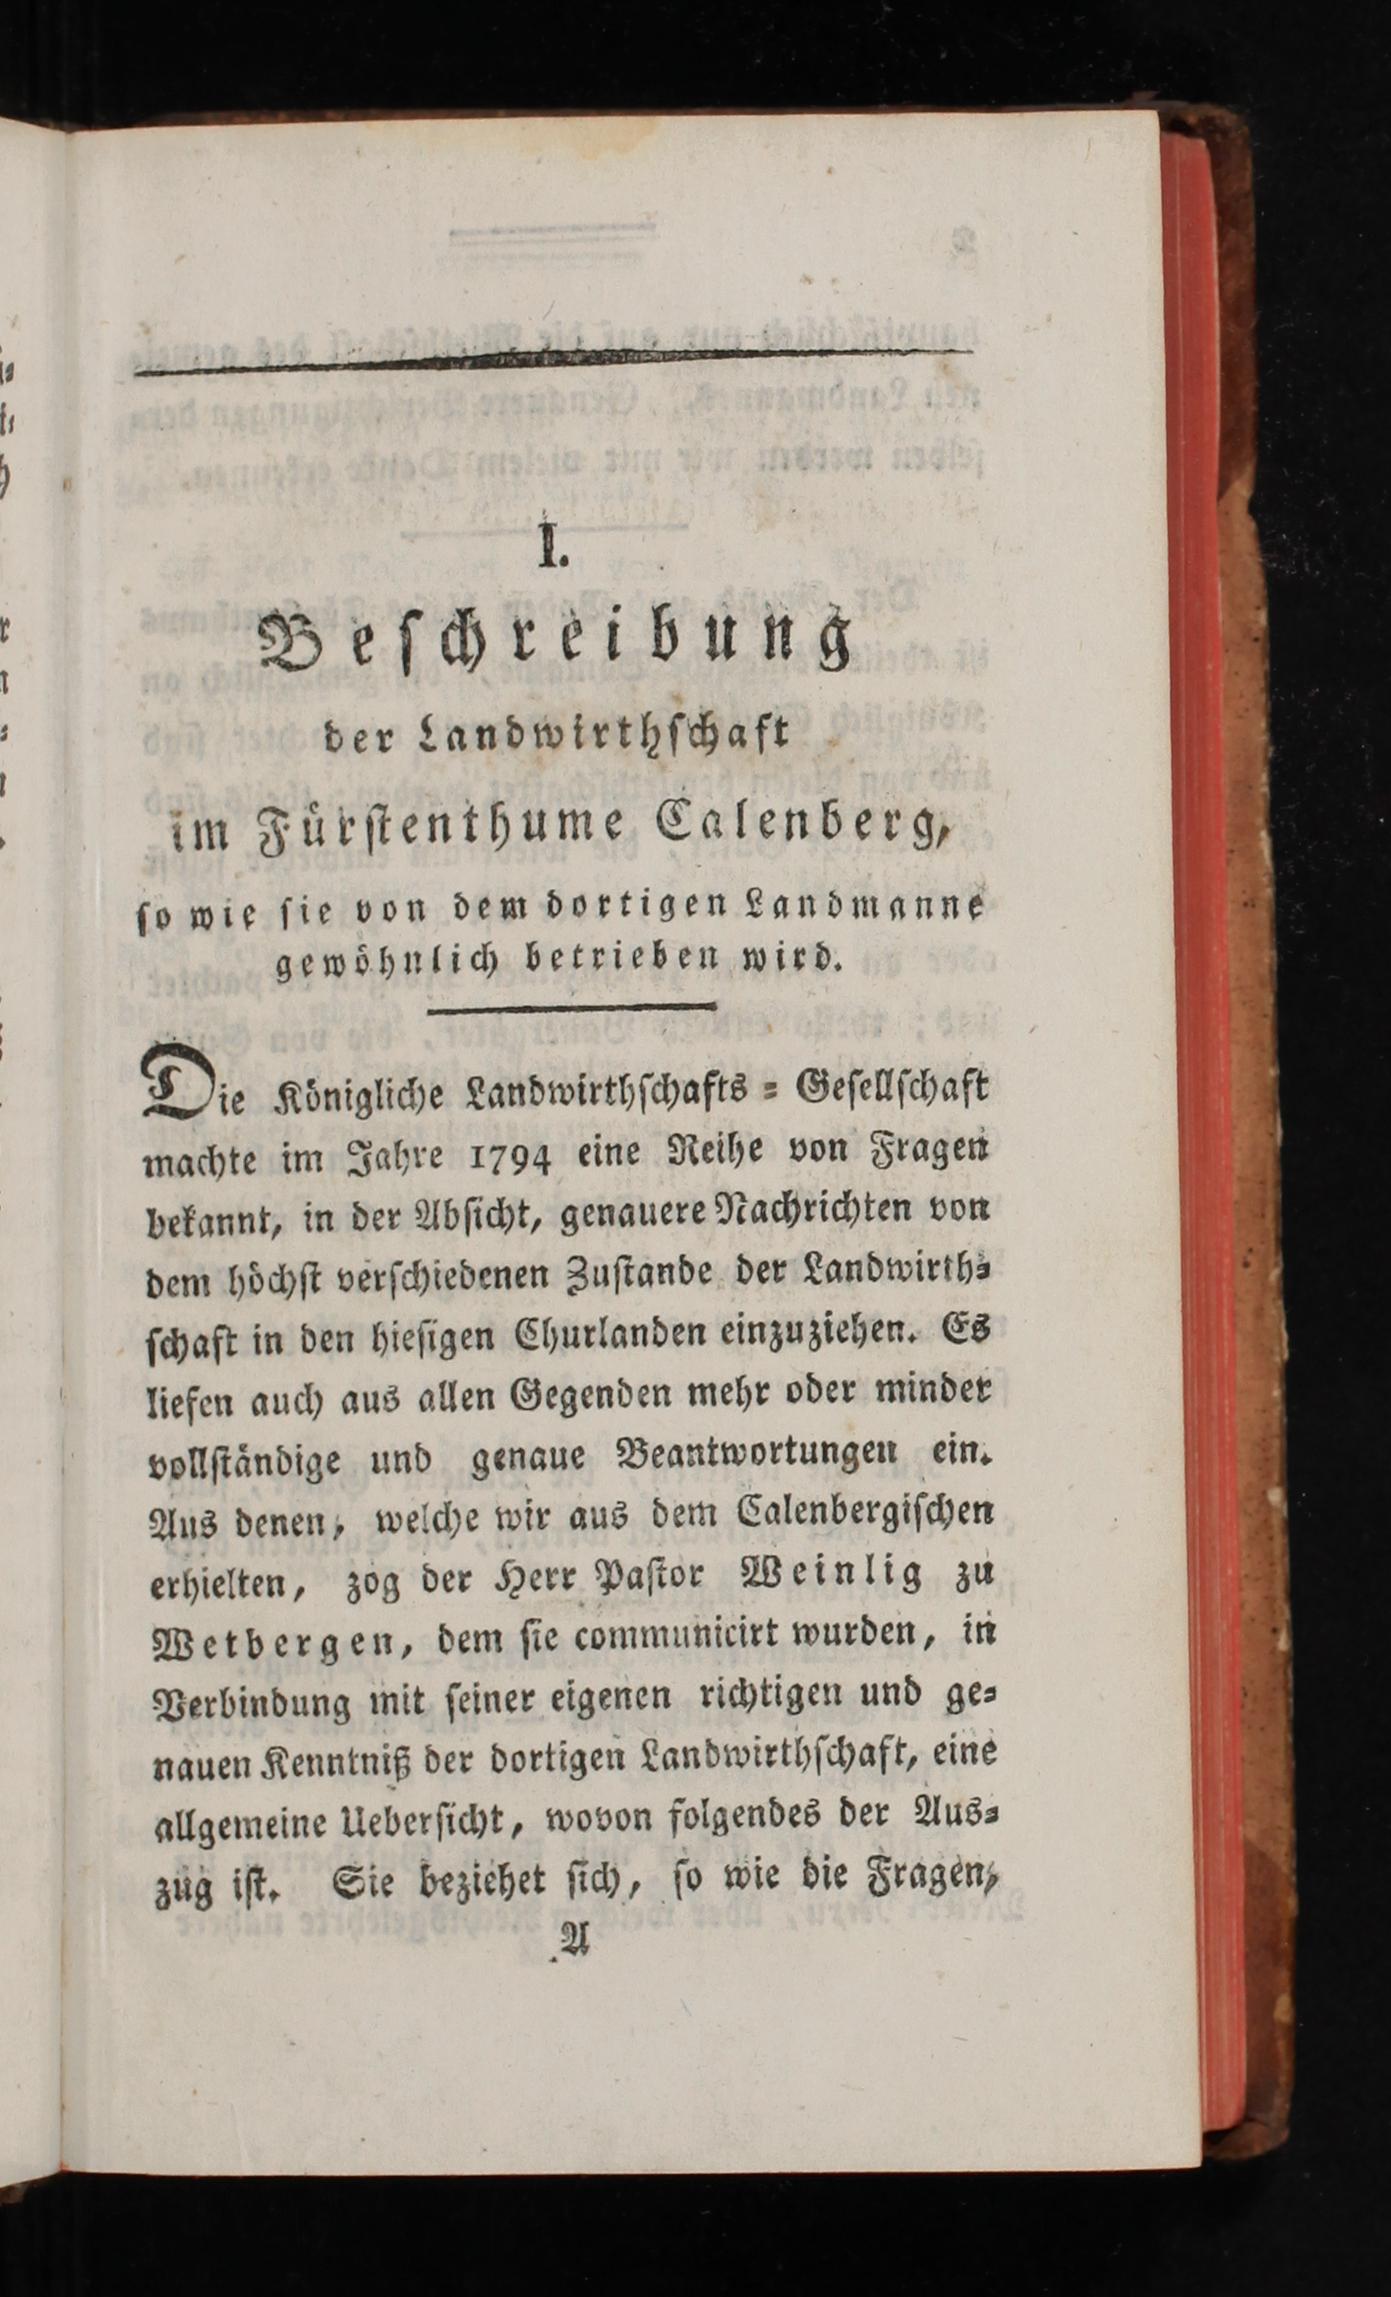 I.
Beſchreibung
der Landwirthſchaft
im Fürſtenthume Calenberg,
ſo wie ſie von dem dortigen Landmanne
gewöhnlich betrieben wird.
Die Königliche Landwirthſchafts-Geſellſchaft
machte im Jahre 1794 eine Reihe von Fragen
bekannt, in der Abſicht, genauere Nachrichten von
dem höchſt verſchiedenen Zuſtande der Landwirth-
ſchaft in den hieſigen Churlanden einzuziehen. Es
liefen auch aus allen Gegenden mehr oder minder
vollſtändige und genaue Beantwortungen ein.
Aus denen, welche wir aus dem Calenbergiſchen
erhielten, zog der Herr Paſtor Weinlig zu
Wetbergen, dem ſie communicirt wurden, in
Verbindung mit ſeiner eigenen richtigen und ge-
nauen Kenntniß der dortigen Landwirthſchaft, eine
allgemeine Ueberſicht, wovon folgendes der Aus-
zug iſt. Sie beziehet ſich, ſo wie die Fragen,
A